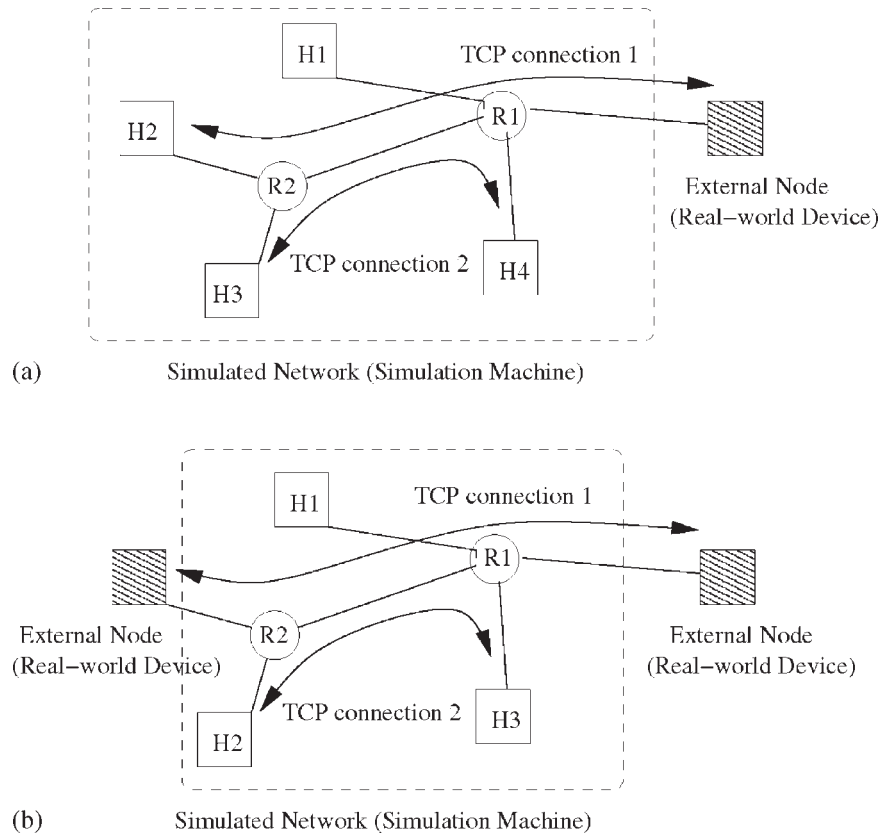 H1
TCP connection 1
H2
R1
R2
External Node
(Real−world Device)
TCP connection 2
H3
H4
(a)
Simulated Network (Simulation Machine)
H1
TCP connection 1
R1
External Node
(Real−world Device)
R2
External Node
(Real−world Device)
TCP connection 2
H2
H3
(b)
Simulated Network (Simulation Machine)